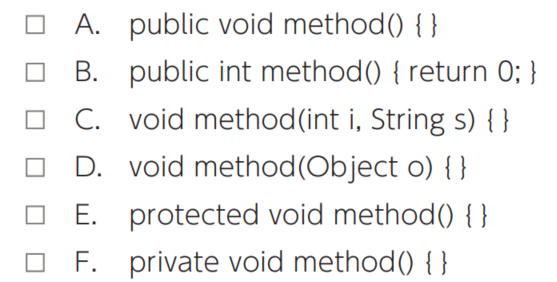 A. public void method() { }
B. public int method() { return 0; }
C. void method(int i, String s) { }
D. void method(Object o) { }
E. protected void method() { }
F. private void method() { }